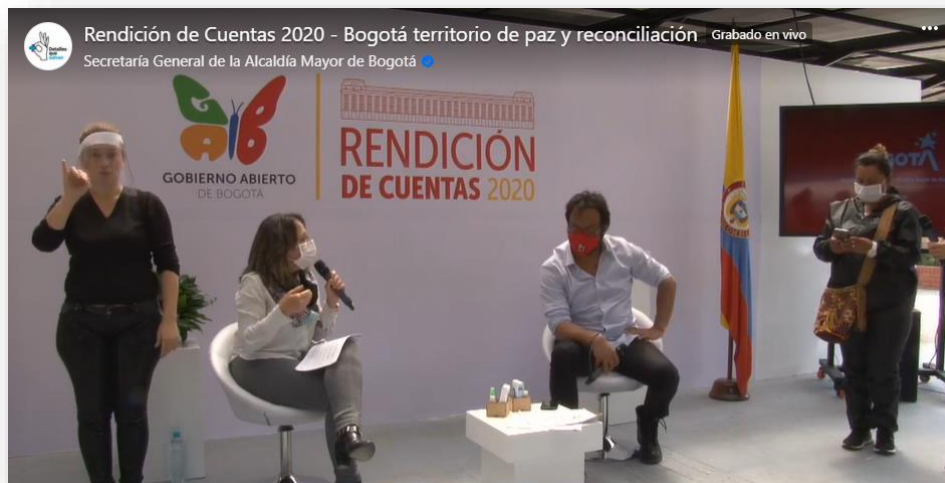 Rendición de Cuentas 2020 - Bogotá territorio de paz y reconciliación Grabado en vivo
Secretaría General de la Alcaldía Mayor de Bogotá
GAB
GOBIERNO ABIERTO
DE BOGOTÁ
RENDICIÓN
DE CUENTAS 2020